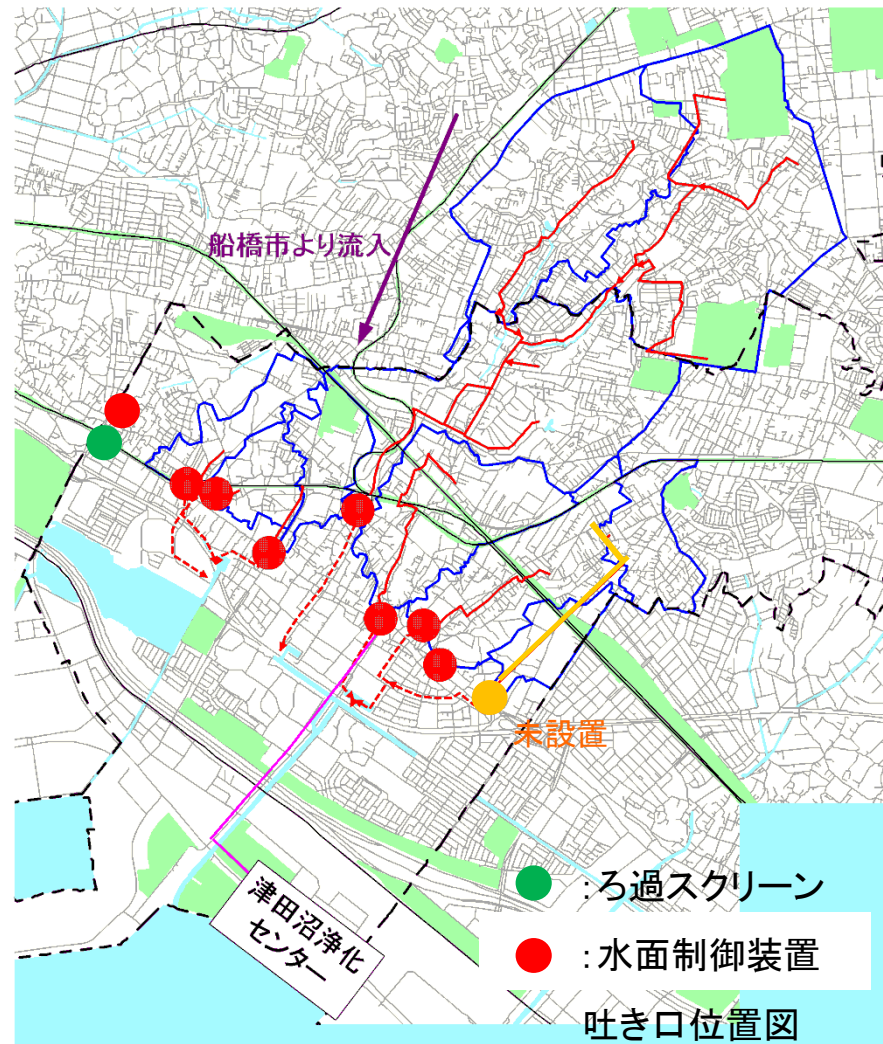 船橋市より流入
未設置
津田沼浄化
センター
:ろ過スクリーン
:水面制御装置
吐き口位置図